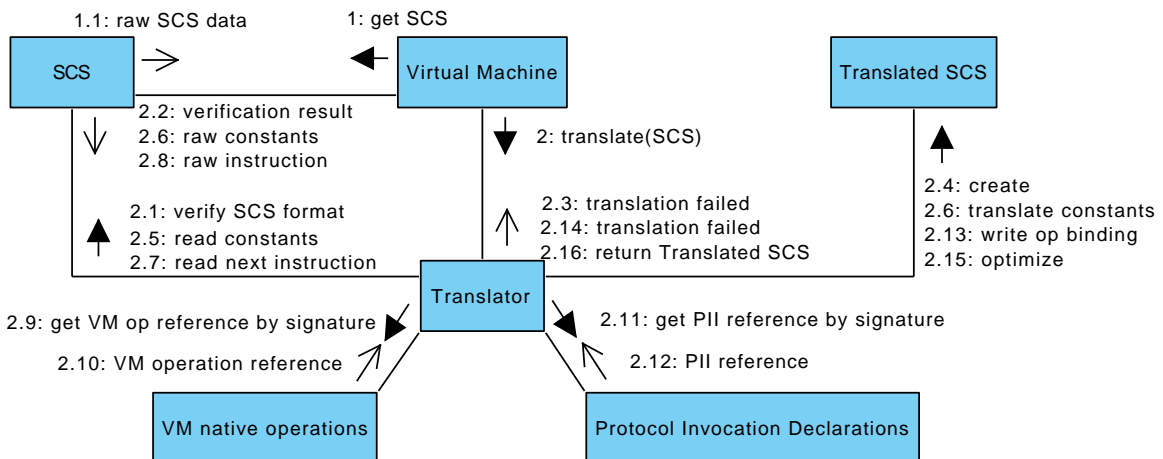 1.1: raw SCS data
1: get SCS
SCS
Virtual Machine
Translated SCS
2.2: verification result
2.6: raw constants
2.8: raw instruction
2: translate(SCS)
2.1: verify SCS format
2.5: read constants
2.7: read next instruction
2.3: translation failed
2.14: translation failed
2.16: return Translated SCS
2.4: create
2.6: translate constants
2.13: write op binding
2.15: optimize
Translator
2.9: get VM op reference by signature
2.11: get PII reference by signature
2.10: VM operation reference
2.12: PII reference
VM native operations
Protocol Invocation Declarations